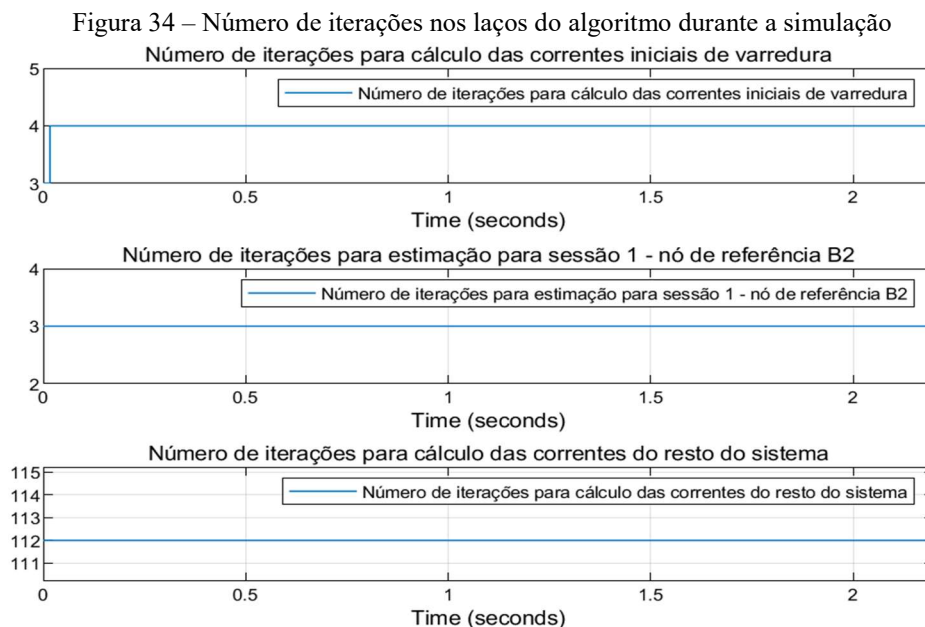 Figura 34 – Número de iterações nos laços do algoritmo durante a simulação
Número de iterações para cálculo das correntes iniciais de varredura
5
Número de iterações para cálculo das correntes iniciais de varredura
4
3
0 0.5 1 1.5 2
Time (seconds)
Número de iterações para estimação para sessão 1 - nó de referência B2
4
Número de iterações para estimação para sessão 1 - nó de referência B2
3
2
0 0.5 1 1.5 2
Time (seconds)
Número de iterações para cálculo das correntes do resto do sistema
115
Número de iterações para cálculo das correntes do resto do sistema
114
113
112
111
0 0.5 1 1.5 2
Time (seconds)